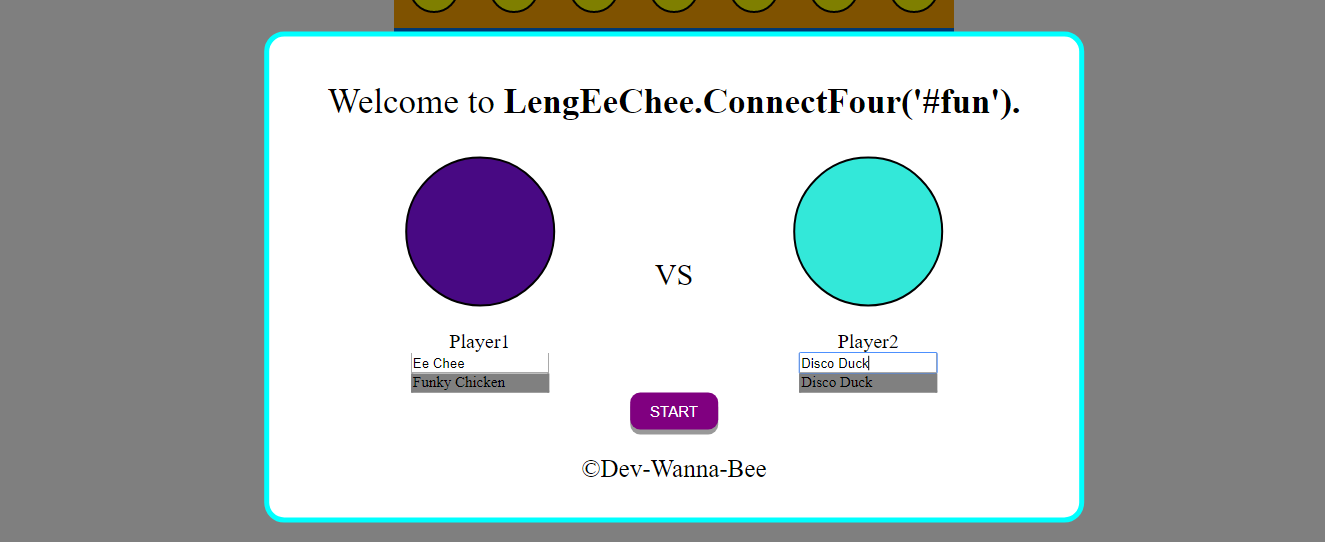 Welcome to LengEeChee.ConnectFour('#fun').
VS
Player1
Player2
Ee Chee
Disco Duck
Funky Chicken
Disco Duck
START
©Dev-Wanna-Bee